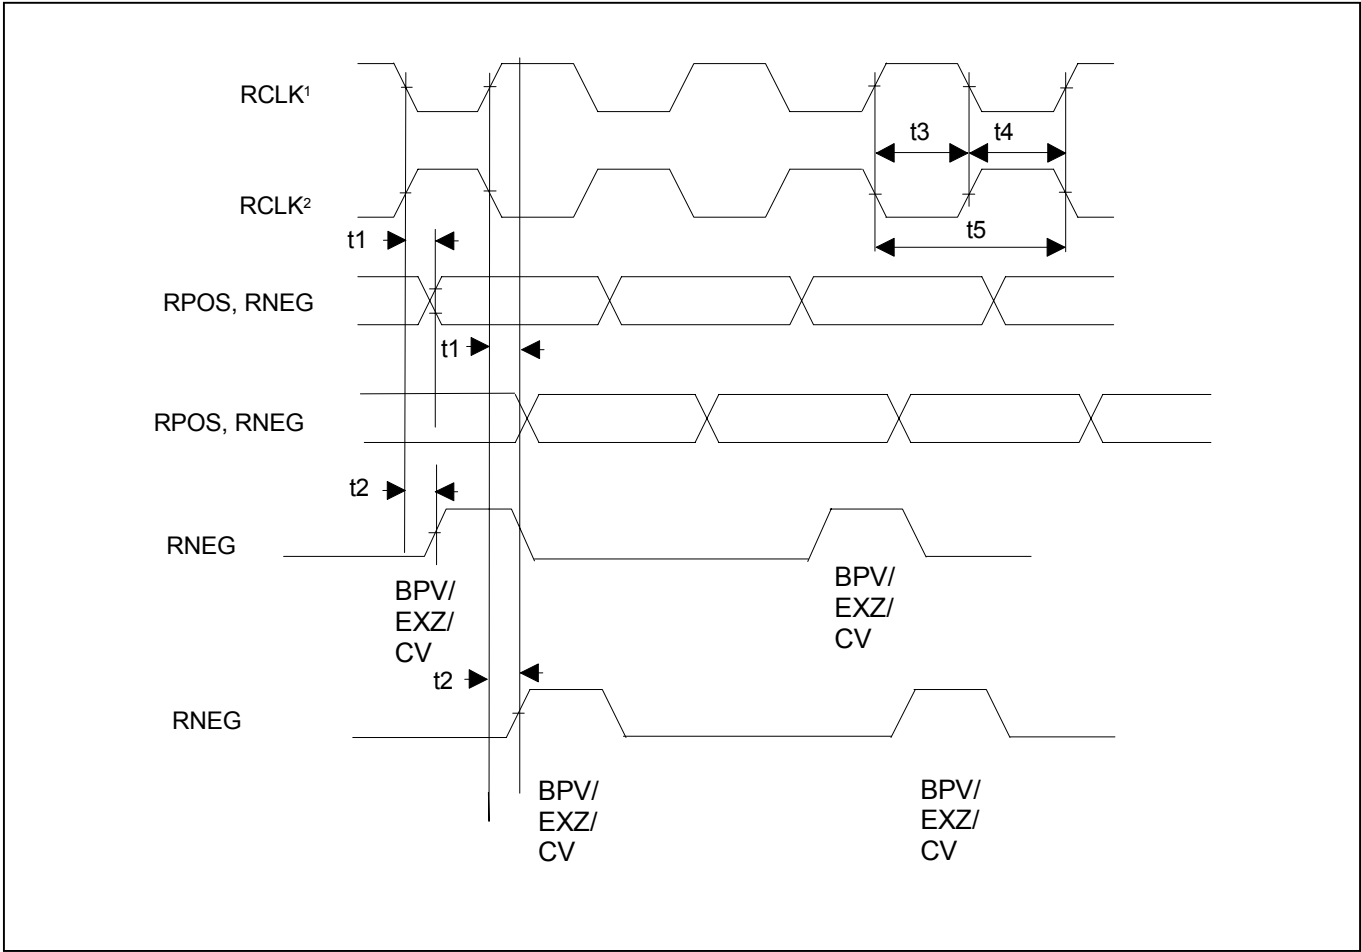 RCLK¹
t3
t4
RCLK²
t1
t5
RPOS, RNEG
t1
RPOS, RNEG
t2
RNEG
BPV/
EXZ/
CV
BPV/
EXZ/
CV
t2
RNEG
BPV/
EXZ/
CV
BPV/
EXZ/
CV